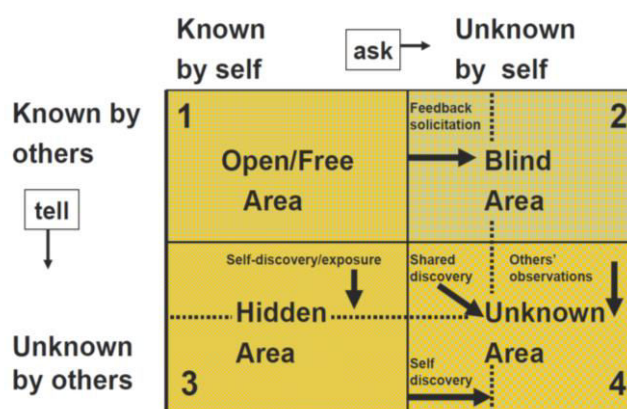 Known
by self
ask
Unknown
by self
Known by
others
tell
Unknown
by others
1
Open/Free
Area
Feedback
solicitation
2
Blind
Area
Self-discovery/exposure
Hidden
Area
3
Shared
discovery
Others'
observations
Unknown
Area
Self
discovery
4